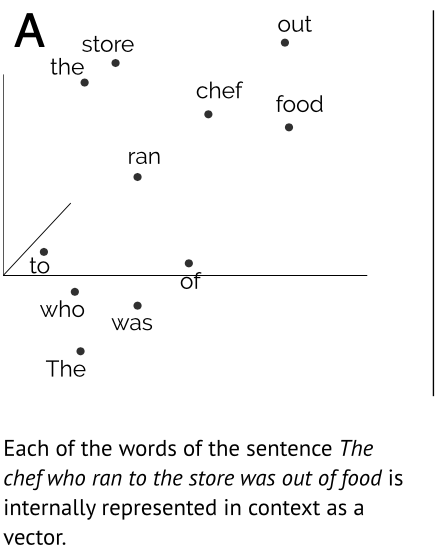 A
out
store
the
chef
food
ran
to
of
who
was
The
Each of the words of the sentence The
chef who ran to the store was out of food is
internally represented in context as a
vector.